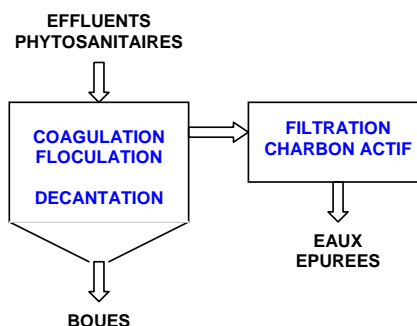 EFFLUENTS
PHYTOSANITAIRES
COAGULATION
FLOCULATION
DECANTATION
FILTRATION
CHARBON ACTIF
EAUX
EPUREES
BOUES